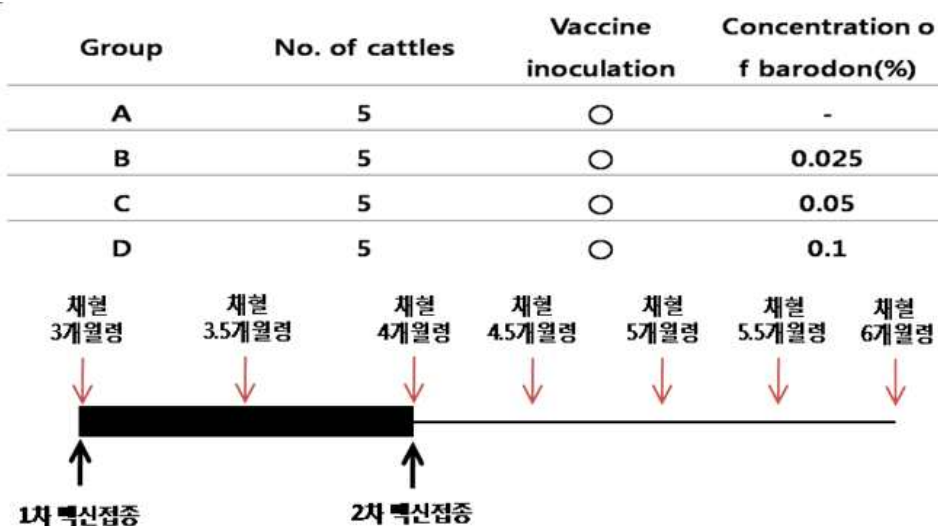 Group No. of cattles Vaccine inoculation Concentration o f barodon(%)
A 5 ○ -
B 5 ○ 0.025
C 5 ○ 0.05
D 5 ○ 0.1
채혈 채혈 채혈 채혈 채혈 채혈 채혈
3개월령 3.5개월령 4개월령 4.5개월령 5개월령 5.5개월령 6개월령
1차 백신접종 2차 백신접종